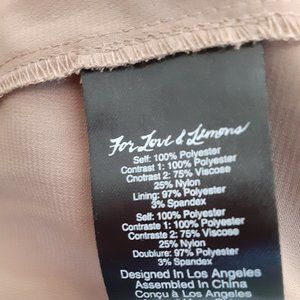 For Love & Lemons
Self: 100% Polyester
Contrast 1: 100% Polyester
Cnotrast 2: 75% Viscose
25% Nylon
Lining: 97% Polyester
3% Spandex
Self: 100% Polyester
Contraste 1: 100% Polyester
Contraste 2: 75% Viscose
25% Nylon
Doublure: 97% Polyester
3% Spandex
Designed In Los Angeles
Assembled In China
Conçu à Los Angeles